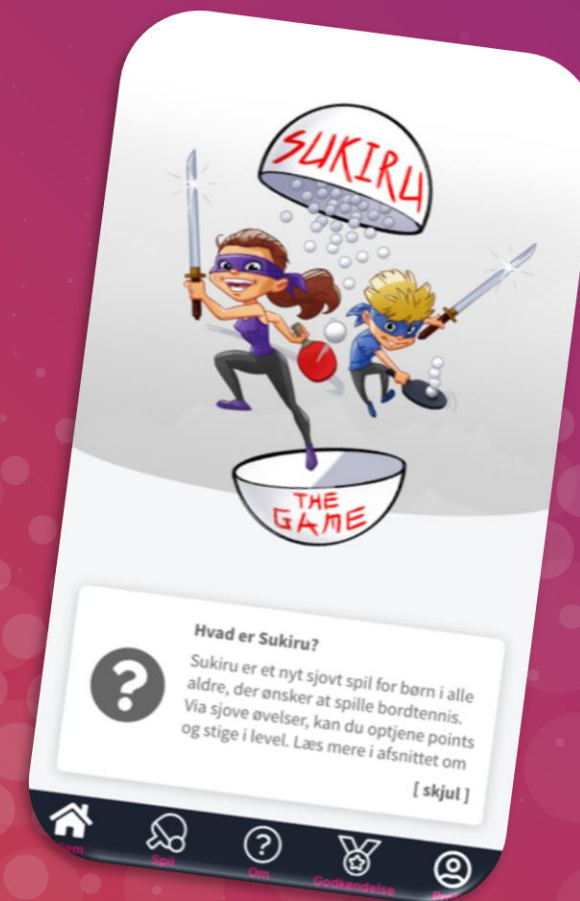 SUKIRU
THE
GAME
Hvad er Sukiru?
Sukiru er et nyt sjovt spil for børn i alle
aldre, der ønsker at spille bordtennis.
Via sjove øvelser, kan du optjene points
og stige i level. Læs mere i afsnittet om
[ skjul ]
Hjem
Spil
Om
Godkendelse